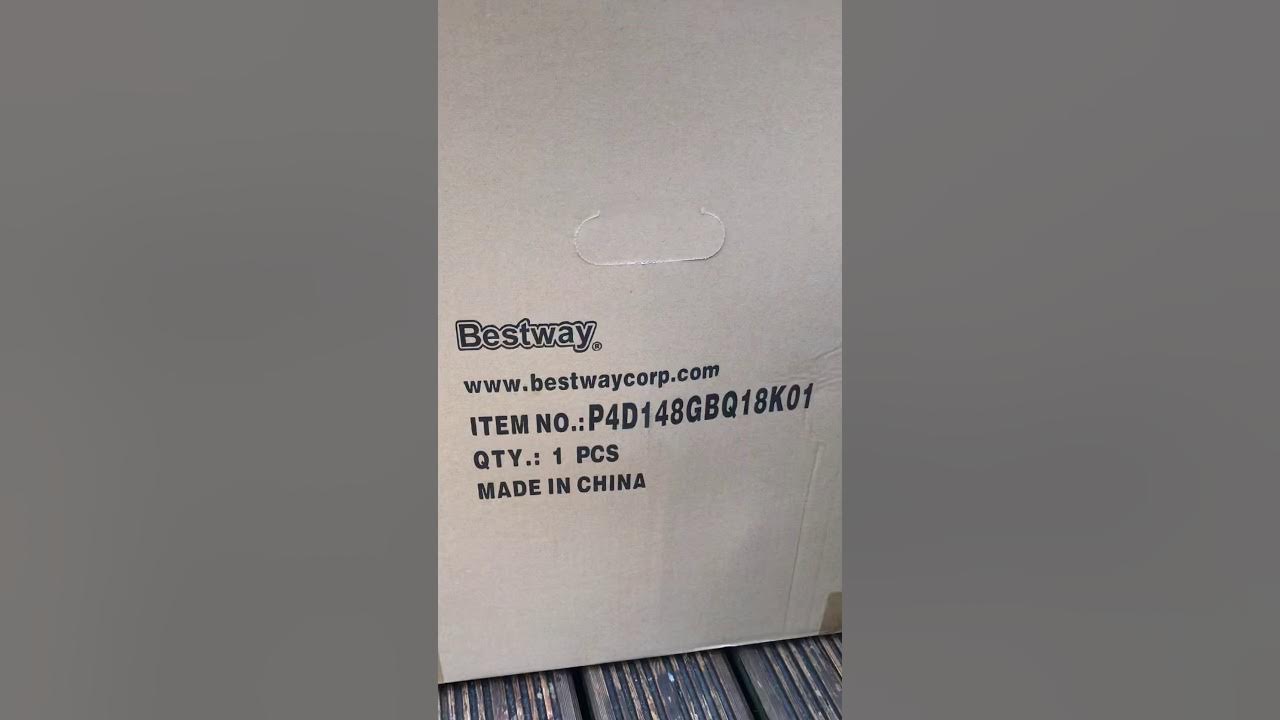 Bestway®
www.bestwaycorp.com
ITEM NO.:P4D148GBQ18K01
QTY.: 1 PCS
MADE IN CHINA